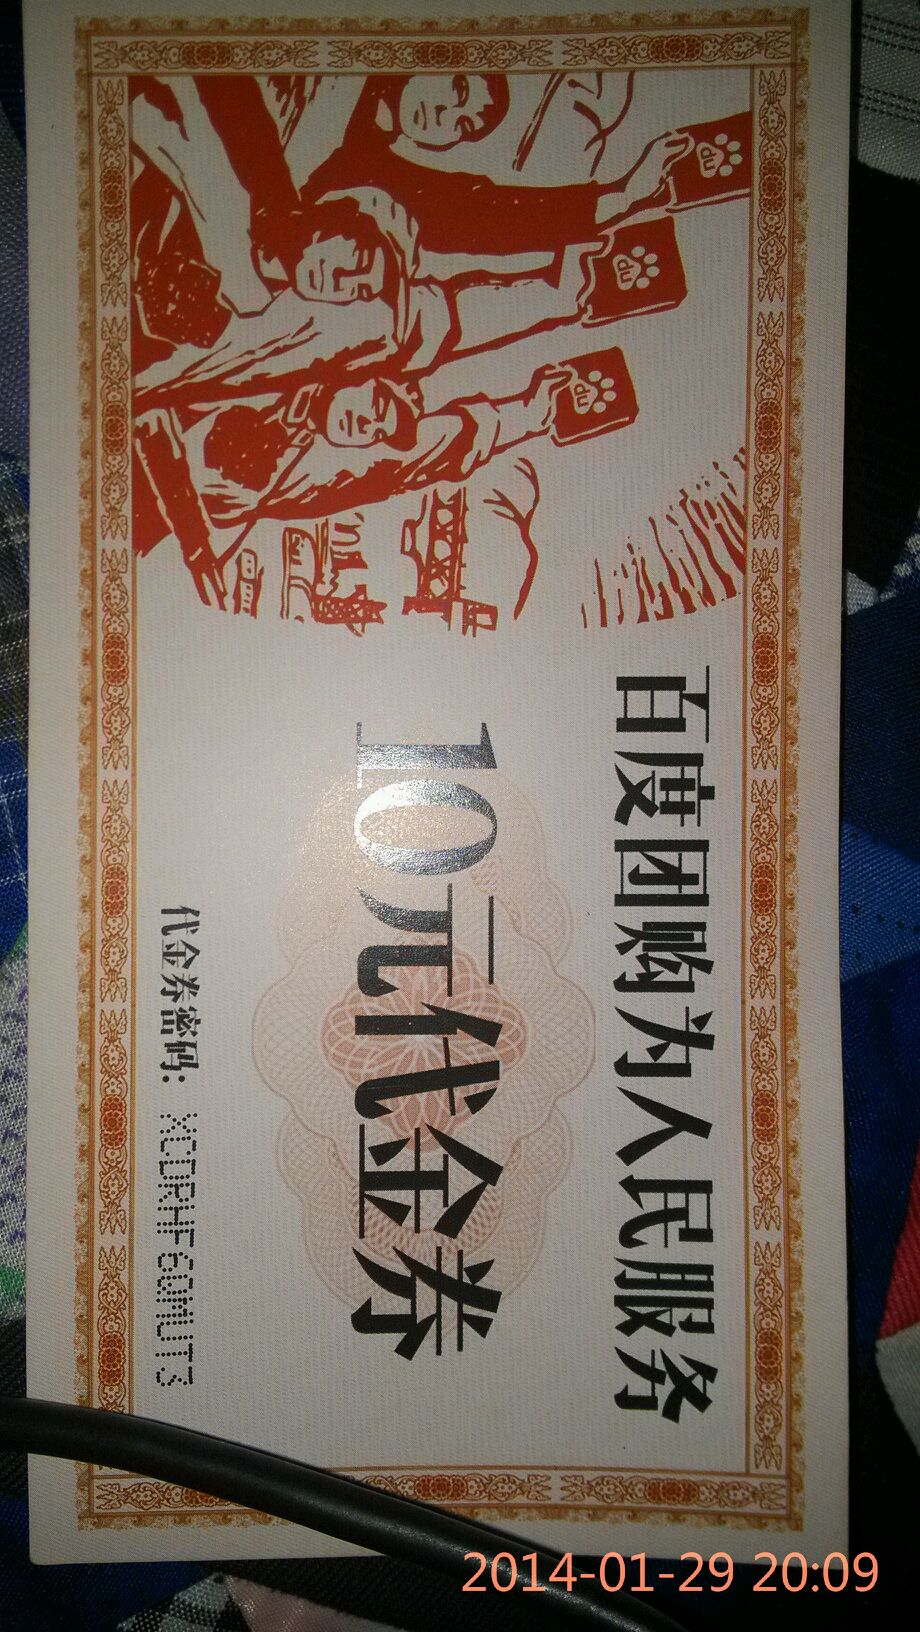 百度团购为人民服务
10元代金券
代金券密码：XCDRHF6QMUT3
du
du
du
2014-01-29 20:09